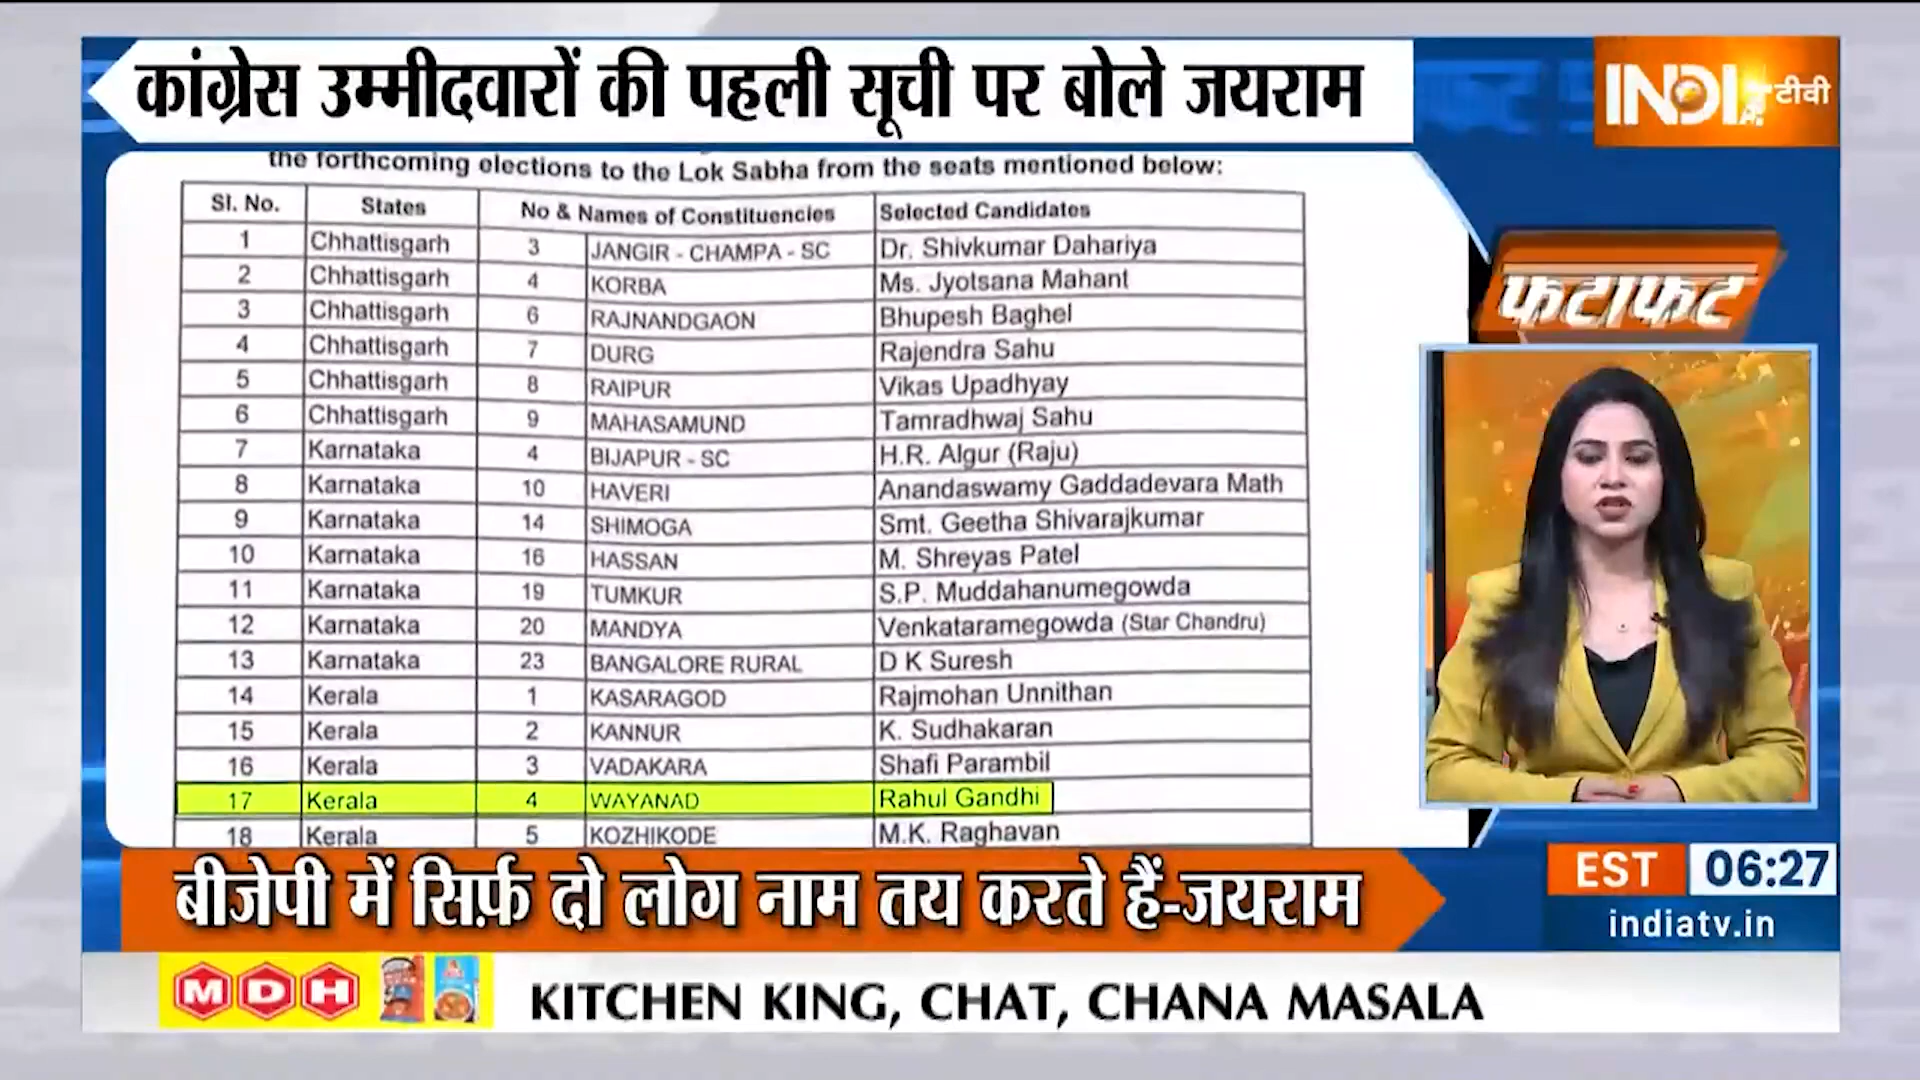 कांग्रेस उम्मीदवारों की पहली सूची पर बोले जयराम
INDIA टीवी
the forthcoming elections to the Lok Sabha from the seats mentioned below:
Sl. No. States No & Names of Constituencies Selected Candidates
1 Chhattisgarh 3 JANGIR - CHAMPA - SC Dr. Shivkumar Dahariya
2 Chhattisgarh 4 KORBA Ms. Jyotsana Mahant
3 Chhattisgarh 6 RAJNANDGAON Bhupesh Baghel
4 Chhattisgarh 7 DURG Rajendra Sahu
5 Chhattisgarh 8 RAIPUR Vikas Upadhyay
6 Chhattisgarh 9 MAHASAMUND Tamradhwaj Sahu
7 Karnataka 4 BIJAPUR - SC H.R. Algur (Raju)
8 Karnataka 10 HAVERI Anandaswamy Gaddadevara Math
9 Karnataka 14 SHIMOGA Smt. Geetha Shivarajkumar
10 Karnataka 16 HASSAN M. Shreyas Patel
11 Karnataka 19 TUMKUR S.P. Muddahanumegowda
12 Karnataka 20 MANDYA Venkataramegowda (Star Chandru)
13 Karnataka 23 BANGALORE RURAL D K Suresh
14 Kerala 1 KASARAGOD Rajmohan Unnithan
15 Kerala 2 KANNUR K. Sudhakaran
16 Kerala 3 VADAKARA Shafi Parambil
17 Kerala 4 WAYANAD Rahul Gandhi
18 Kerala 5 KOZHIKODE M.K. Raghavan
फटाफट
बीजेपी में सिर्फ़ दो लोग नाम तय करते हैं-जयराम
EST 06:27
indiatv.in
MDH KITCHEN KING, CHAT, CHANA MASALA